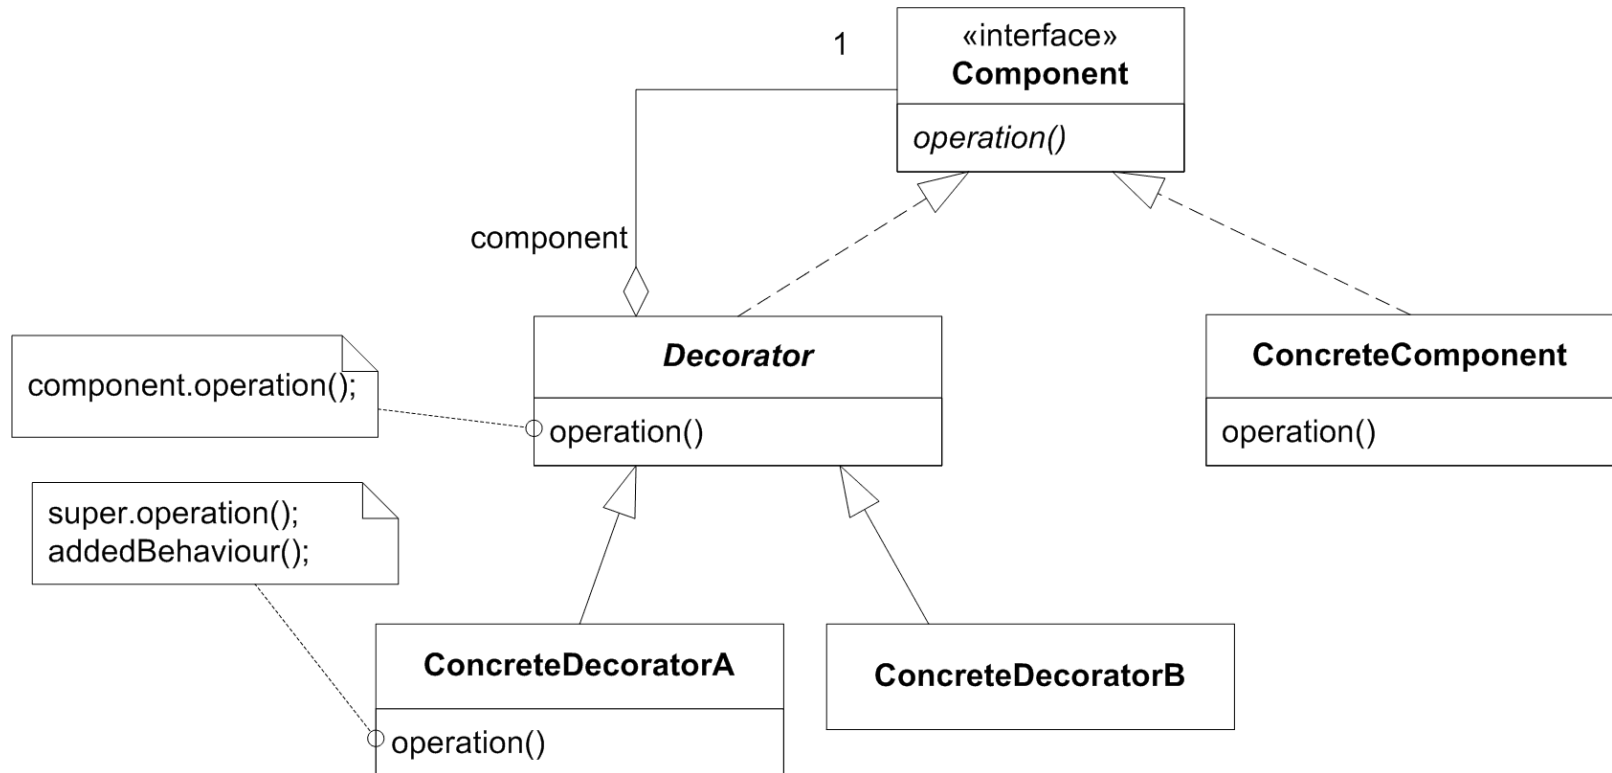 1
«interface»
Component
operation()
component
Decorator
operation()
ConcreteComponent
operation()
component.operation();
super.operation();
addedBehaviour();
ConcreteDecoratorA
operation()
ConcreteDecoratorB